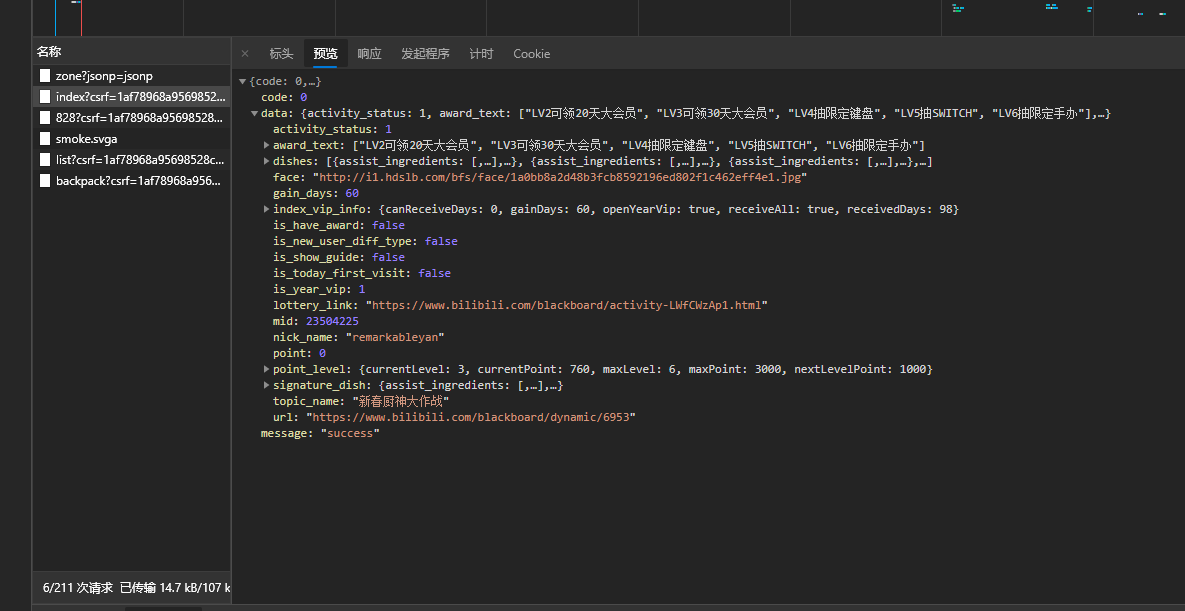 名称
zone?jsonp=jsonp
index?csrf=1af78968a9569852...
828?csrf=1af78968a95698528...
smoke.svga
list?csrf=1af78968a95698528c...
backpack?csrf=1af78968a956...
6/211 次请求 已传输 14.7 kB/107 k
× 标头 预览 响应 发起程序 计时 Cookie
{code: 0,…}
code: 0
data: {activity_status: 1, award_text: ["LV2可领20天大会员", "LV3可领30天大会员", "LV4抽限定键盘", "LV5抽SWITCH", "LV6抽限定手办"],…}
activity_status: 1
award_text: ["LV2可领20天大会员", "LV3可领30天大会员", "LV4抽限定键盘", "LV5抽SWITCH", "LV6抽限定手办"]
dishes: [{assist_ingredients: [,…],…}, {assist_ingredients: [,…],…}, {assist_ingredients: [,…],…},…]
face: "http://i1.hdslb.com/bfs/face/1a0bb8a2d48b3fcb8592196ed802f1c462eff4e1.jpg"
gain_days: 60
index_vip_info: {canReceiveDays: 0, gainDays: 60, openYearVip: true, receiveAll: true, receivedDays: 98}
is_have_award: false
is_new_user_diff_type: false
is_show_guide: false
is_today_first_visit: false
is_year_vip: 1
lottery_link: "https://www.bilibili.com/blackboard/activity-LWfCWzAp1.html"
mid: 23504225
nick_name: "remarkableyan"
point: 0
point_level: {currentLevel: 3, currentPoint: 760, maxLevel: 6, maxPoint: 3000, nextLevelPoint: 1000}
signature_dish: {assist_ingredients: [,…],…}
topic_name: "新春厨神大作战"
url: "https://www.bilibili.com/blackboard/dynamic/6953"
message: "success"